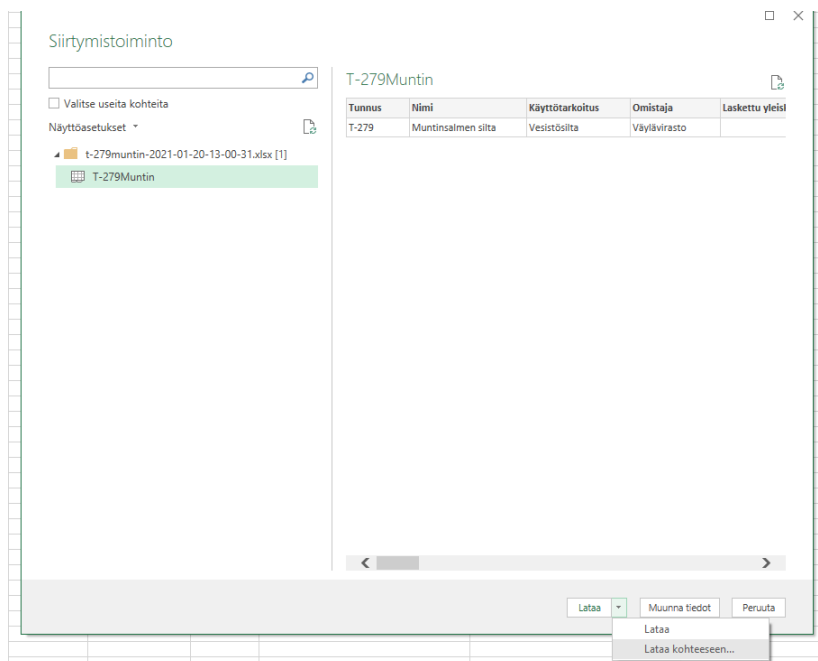 Siirtymistoiminto
Valitse useita kohteita
Näyttöasetukset
t-279muntin-2021-01-20-13-00-31.xlsx [1]
T-279Muntin
T-279Muntin
Tunnus Nimi Käyttötarkoitus Omistaja Laskettu
T-279 Muntinsalmen silta Vesistösilta Väylävirasto
Lataa Muunna tiedot Peruuta
Lataa
Lataa kohteeseen...